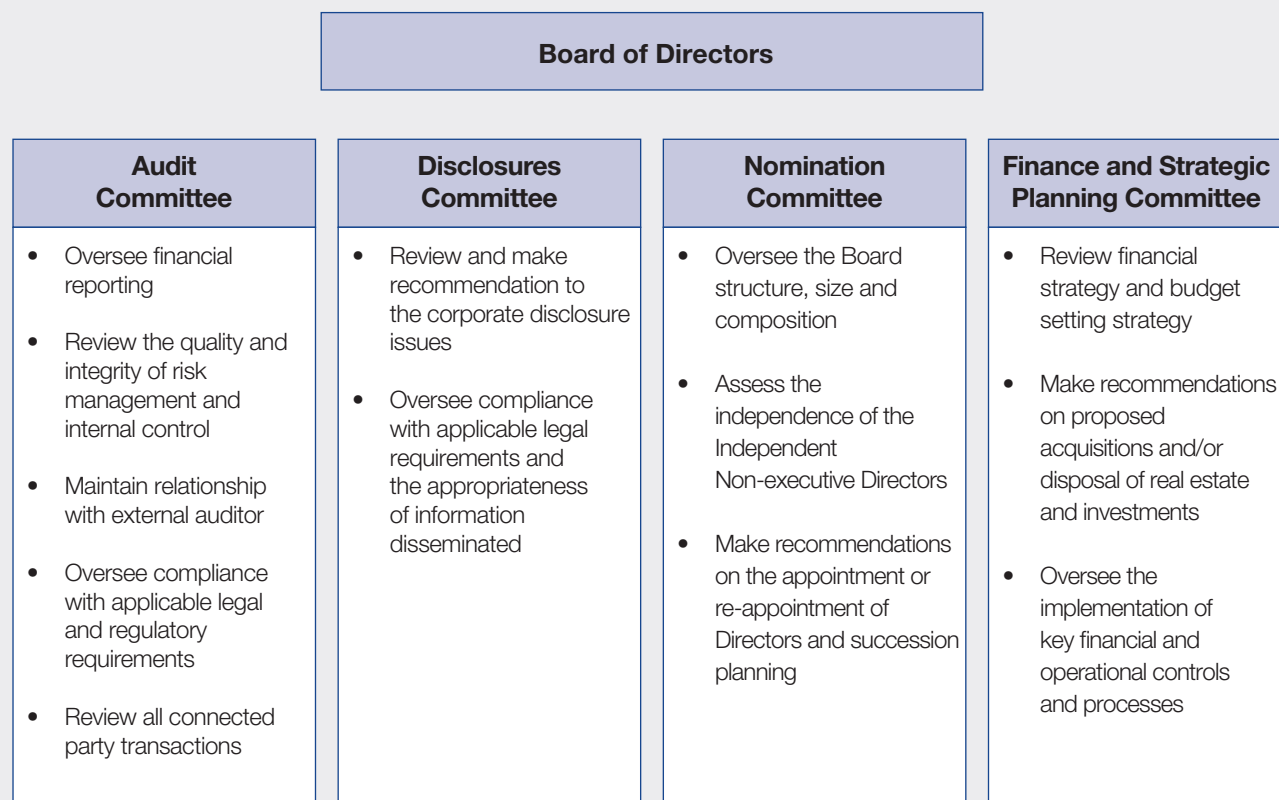 Board of Directors
Audit
Committee
• Oversee financial
reporting
• Review the quality and
integrity of risk
management and
internal control
• Maintain relationship
with external auditor
• Oversee compliance
with applicable legal
and regulatory
requirements
• Review all connected
party transactions
Disclosures
Committee
• Review and make
recommendation to
the corporate disclosure
issues
• Oversee compliance
with applicable legal
requirements and
the appropriateness
of information
disseminated
Nomination
Committee
• Oversee the Board
structure, size and
composition
• Assess the
independence of the
Independent
Non-executive Directors
• Make recommendations
on the appointment or
re-appointment of
Directors and succession
planning
Finance and Strategic
Planning Committee
• Review financial
strategy and budget
setting strategy
• Make recommendations
on proposed
acquisitions and/or
disposal of real estate
and investments
• Oversee the
implementation of
key financial and
operational controls
and processes